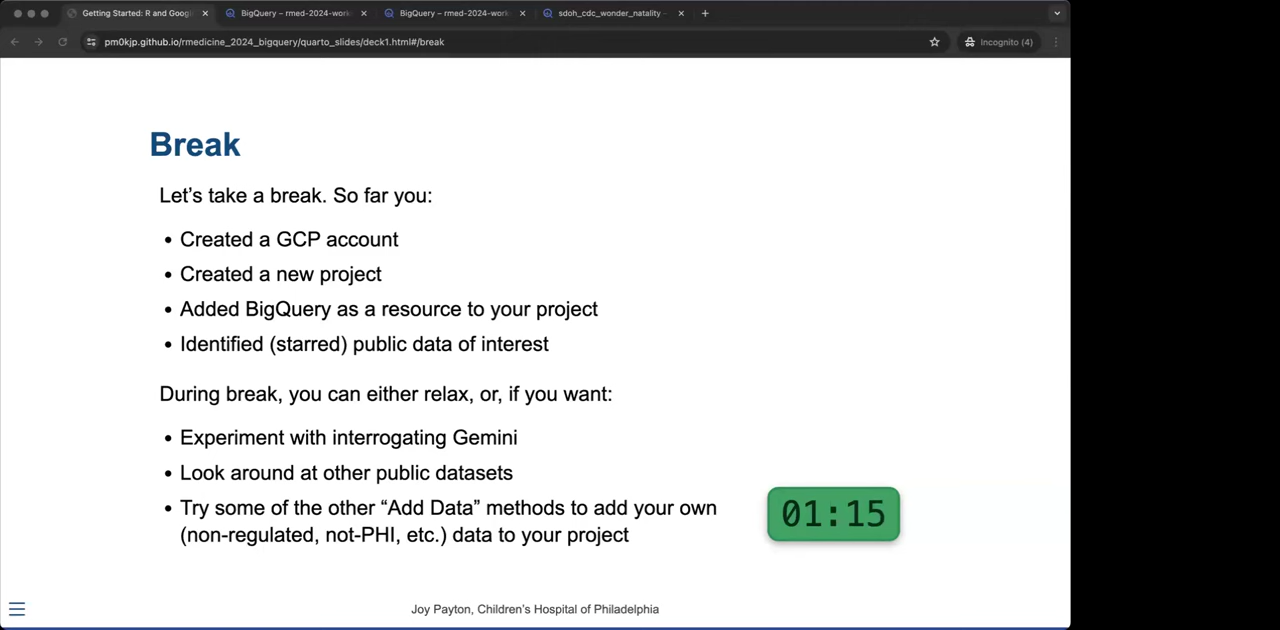 Getting Started: R and Googl
BigQuery – rmed-2024-work
BigQuery – rmed-2024-work
sdoh_cdc_wonder_natality –
pm0kjp.github.io/rmedicine_2024_bigquery/quarto_slides/deck1.html#/break
Incognito (4)
Break
Let’s take a break. So far you:
• Created a GCP account
• Created a new project
• Added BigQuery as a resource to your project
• Identified (starred) public data of interest
During break, you can either relax, or, if you want:
• Experiment with interrogating Gemini
• Look around at other public datasets
• Try some of the other “Add Data” methods to add your own
(non-regulated, not-PHI, etc.) data to your project
01:15
Joy Payton, Children’s Hospital of Philadelphia